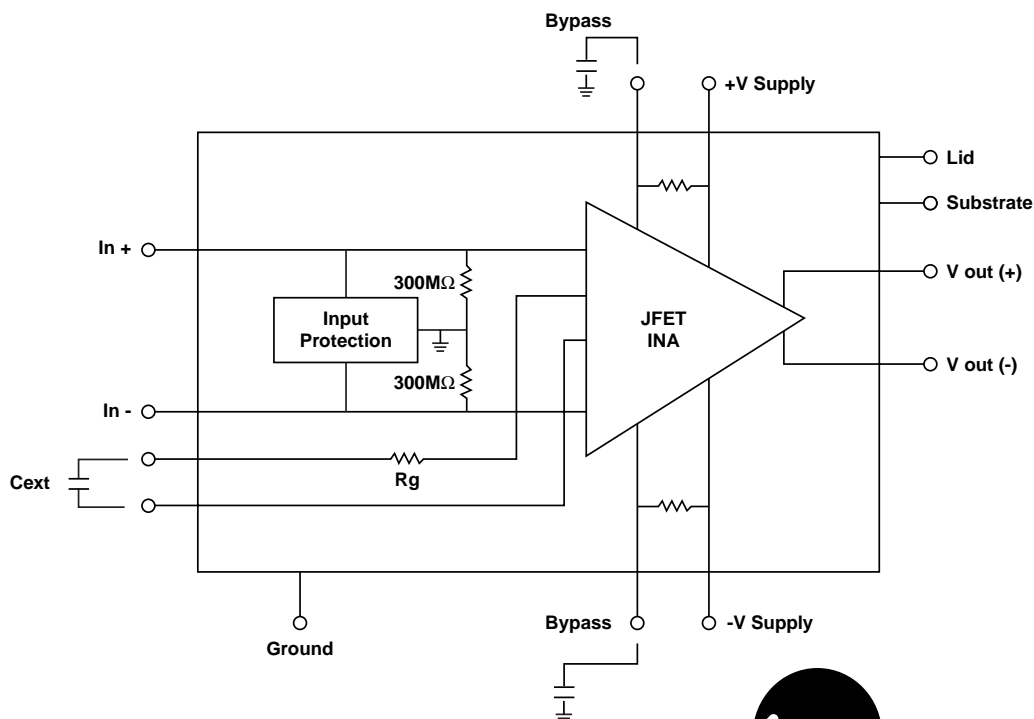 Bypass
+V Supply
Lid
Substrate
In +
300MΩ
V out (+)
Input
Protection
JFET
INA
300MΩ
V out (-)
In -
Cext
Rg
Bypass
-V Supply
Ground